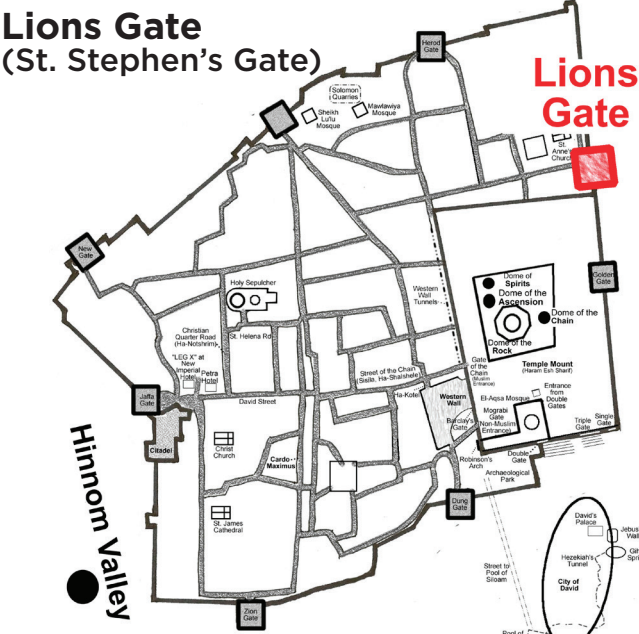 Lions Gate
(St. Stephen's Gate)
Herod
Gate
Lions
Gate
Solomon
Quarries
Sheikh
Lu'lu
Mosque
Mawlawiya
Mosque
St.
Anne's
Church
New
Gate
Golden
Gate
Holy Sepulcher
Western
Wall
Tunnels
Dome of
Spirits
Dome of the
Ascension
Dome of the
Chain
Dome of the
Rock
Christian
Quarter Road
(Ha-Notsrim)
St. Helena Rd
"LEG X" at
New
Imperial
Hotel
Petra
Hotel
Street of the Chain
(Sisila, Ha-Shalshele)
Gate
of the
Chain
(Muslim
Entrance)
Temple Mount
(Haram Esh Sharif)
Jaffa
Gate
David Street
Ha-Kotel
Western
Wall
El-Aqsa Mosque
Entrance
from
Double
Gates
Mograbi
Gate
Non-Muslim
Entrance)
Barclay's
Gate
Triple
Gate
Single
Gate
Citadel
Christ
Church
Cardo
Maximus
Robinson's
Arch
Double
Gate
Archaeological
Park
Hinnom Valley
St. James
Cathedral
Dung
Gate
Zion
Gate
Street to
Pool of
Siloam
David's
Palace
Jebus
Wall
Hezekiah's
Tunnel
City of
David